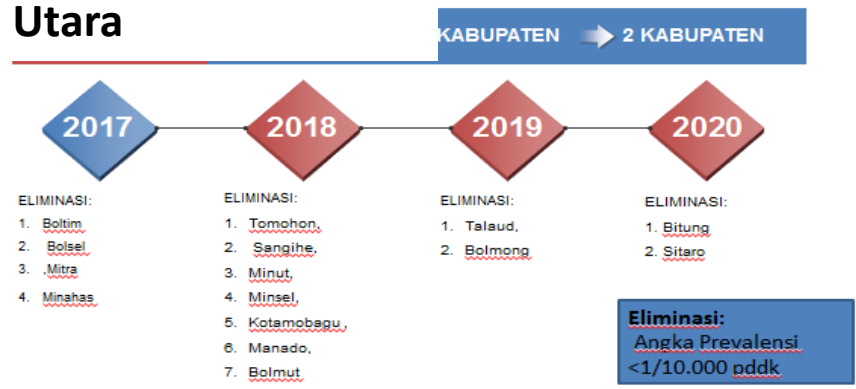 Utara
KABUPATEN 2 KABUPATEN
2017
2018
2019
2020
ELIMINASI:
1. Boltim
2. Bolsel
3. ,Mitra
4. Minahas
ELIMINASI:
1. Tomohon,
2. Sangihe,
3. Minut,
4. Minsel,
5. Kotamobagu ,
6. Manado,
7. Bolmut
ELIMINASI:
1. Talaud,
2. Bolmong
ELIMINASI:
1. Bitung
2. Sitaro
Eliminasi:
Angka Prevalensi
<1/10.000 pddk